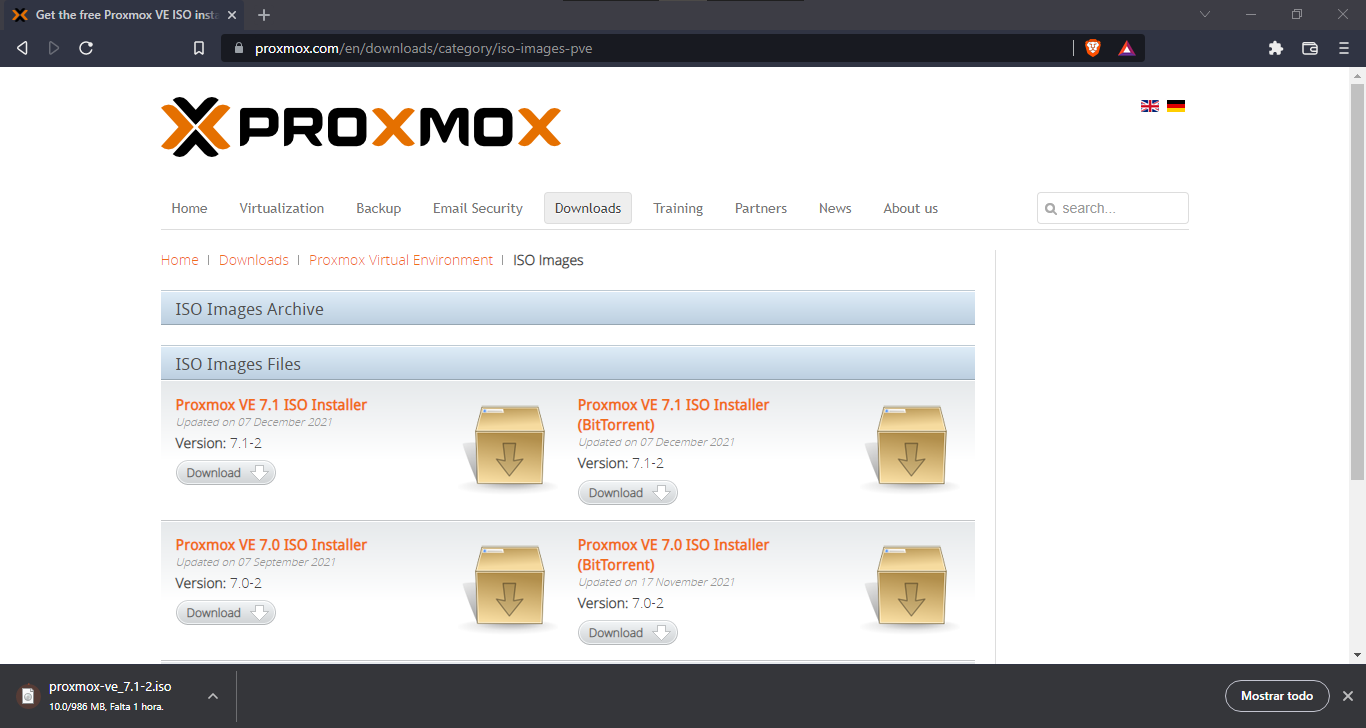 Get the free Proxmox VE ISO insta
proxmox.com/en/downloads/category/iso-images-pve
PROXMOX
Home Virtualization Backup Email Security Downloads Training Partners News About us search...
Home | Downloads | Proxmox Virtual Environment | ISO Images
ISO Images Archive
ISO Images Files
Proxmox VE 7.1 ISO Installer
Updated on 07 December 2021
Version: 7.1-2
Download
Proxmox VE 7.1 ISO Installer
(BitTorrent)
Updated on 07 December 2021
Version: 7.1-2
Download
Proxmox VE 7.0 ISO Installer
Updated on 07 September 2021
Version: 7.0-2
Download
Proxmox VE 7.0 ISO Installer
(BitTorrent)
Updated on 17 November 2021
Version: 7.0-2
Download
proxmox-ve_7.1-2.iso
10.0/986 MB, Falta 1 hora.
Mostrar todo